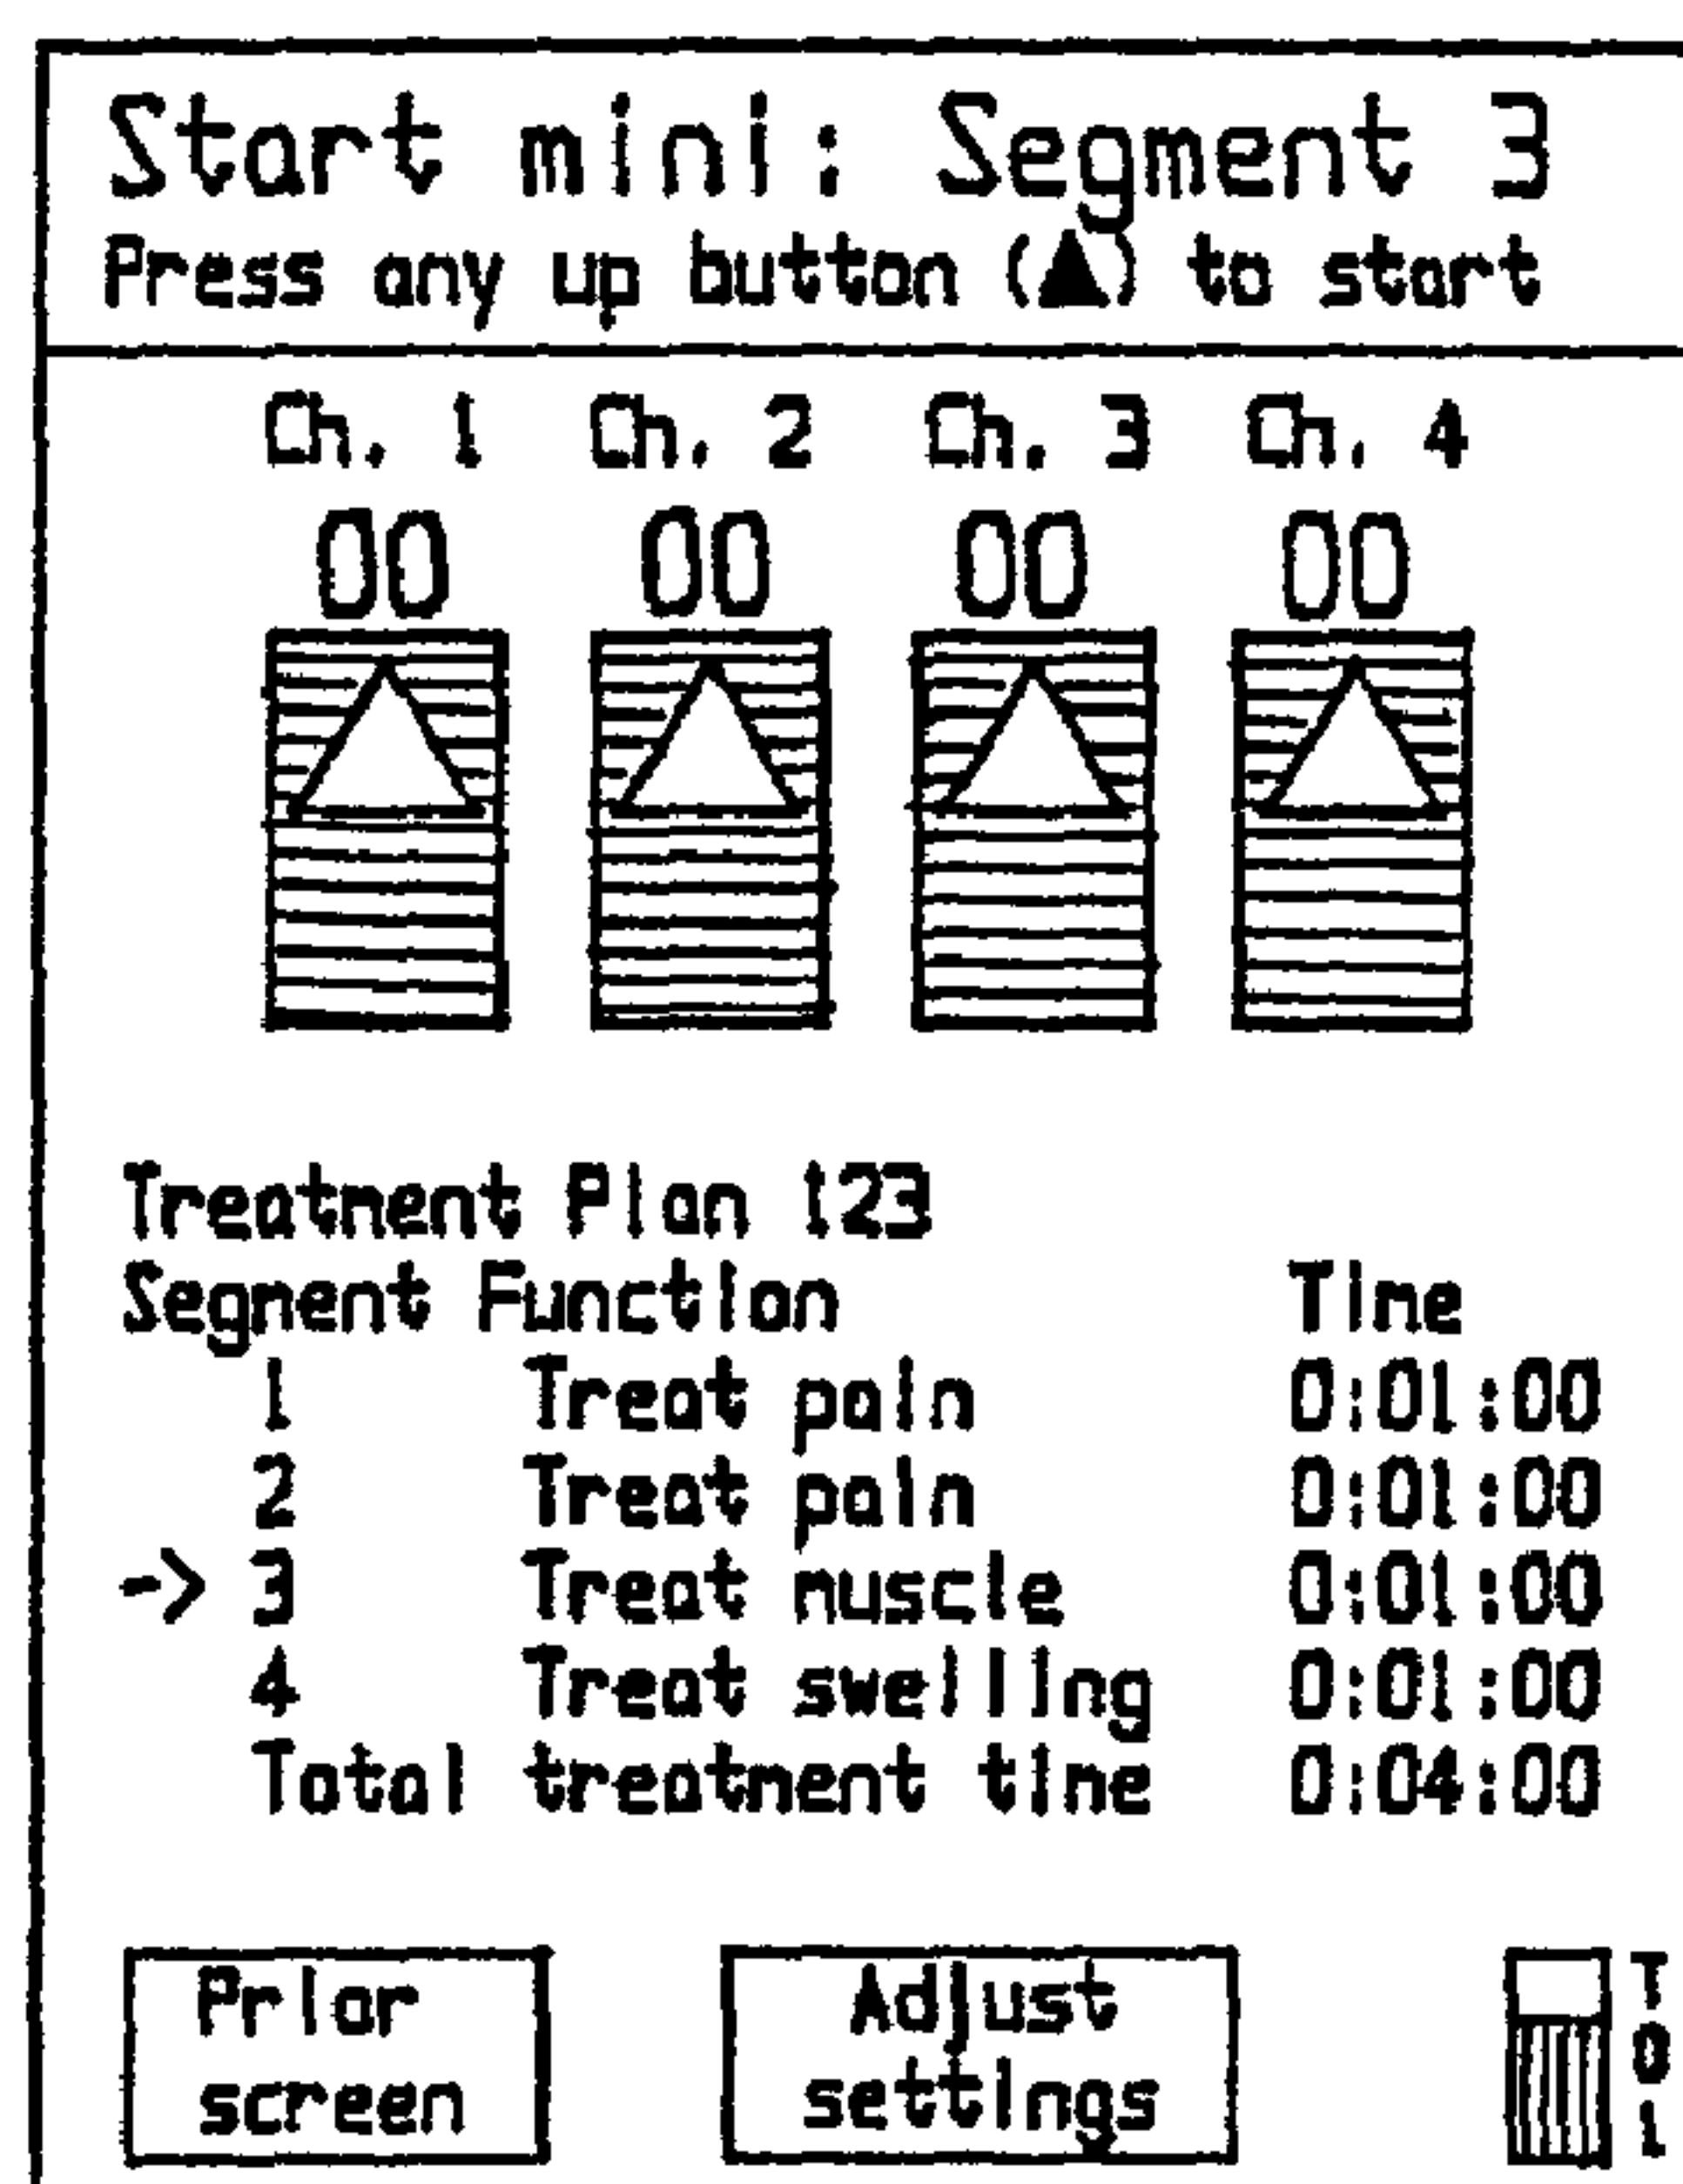 Start mini: Segment 3
Press any up button (▲) to start
Ch. 1 Ch. 2 Ch. 3 Ch. 4
00 00 00 00
Treatment Plan 123
Segment Function Time
1 Treat pain 0:01:00
2 Treat pain 0:01:00
-> 3 Treat muscle 0:01:00
4 Treat swelling 0:01:00
Total treatment time 0:04:00
Prior
screen
Adjust
settings
T
0
1